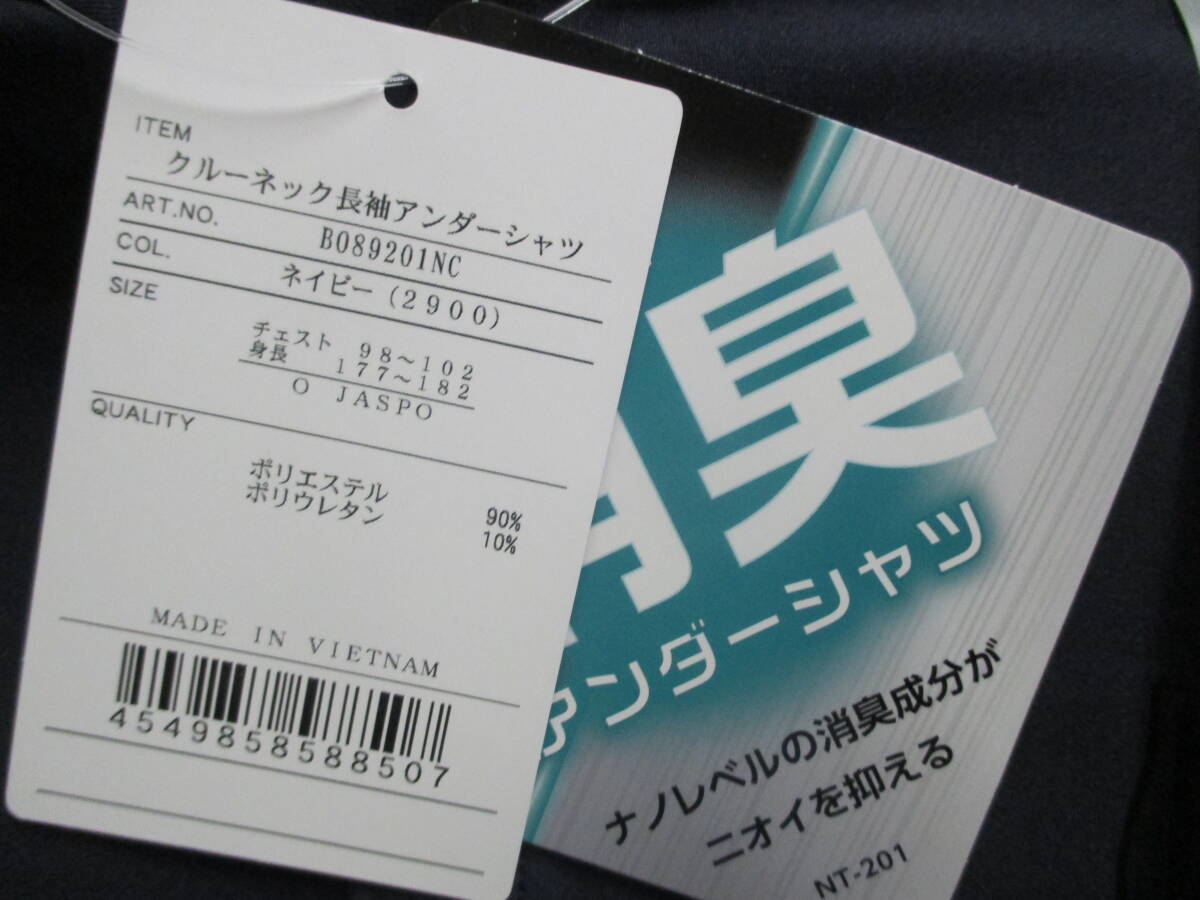 ITEM
クルーネック長袖アンダーシャツ
ART.NO.
B089201NC
COL.
ネイビー(2900)
SIZE
チェスト 98～102
身長 177～182
O JASPO
QUALITY
ポリエステル 90%
ポリウレタン 10%
MADE IN VIETNAM
4549858588507
消臭
アンダーシャツ
ナノレベルの消臭成分が
ニオイを抑える
NT-201